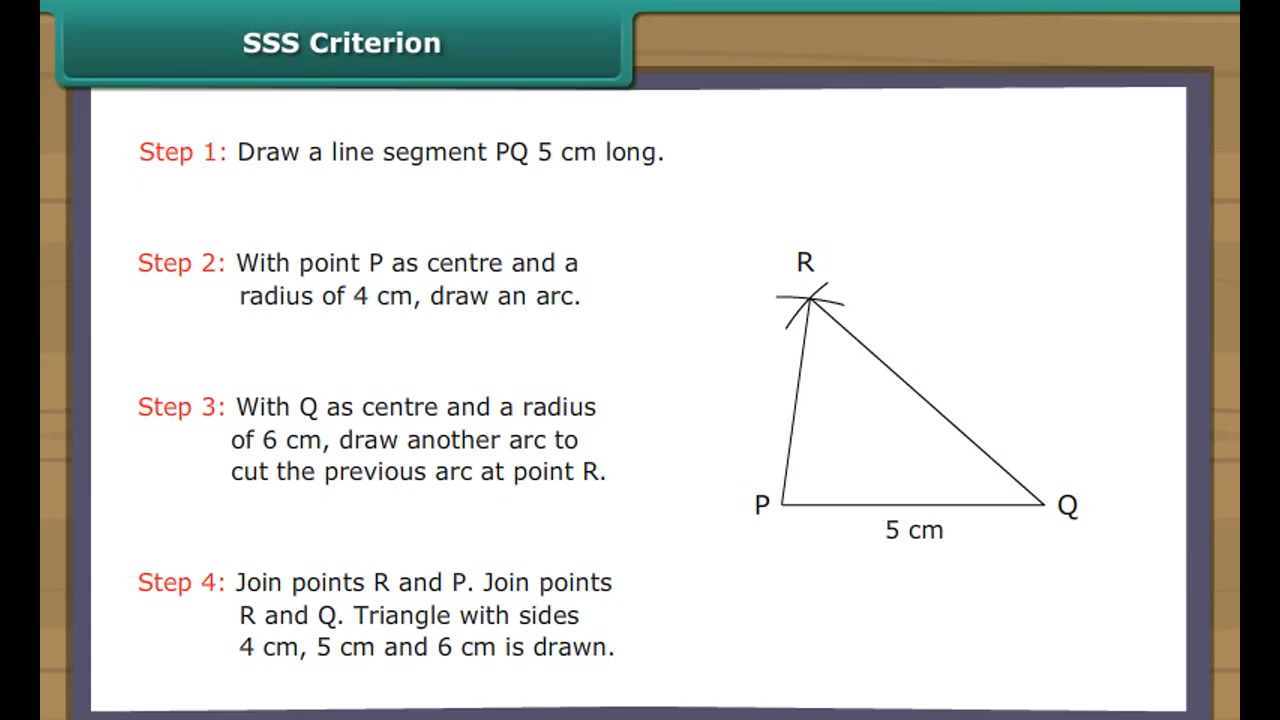 SSS Criterion
Step 1: Draw a line segment PQ 5 cm long.
Step 2: With point P as centre and a
radius of 4 cm, draw an arc.
Step 3: With Q as centre and a radius
of 6 cm, draw another arc to
cut the previous arc at point R.
Step 4: Join points R and P. Join points
R and Q. Triangle with sides
4 cm, 5 cm and 6 cm is drawn.
R
P
Q
5 cm